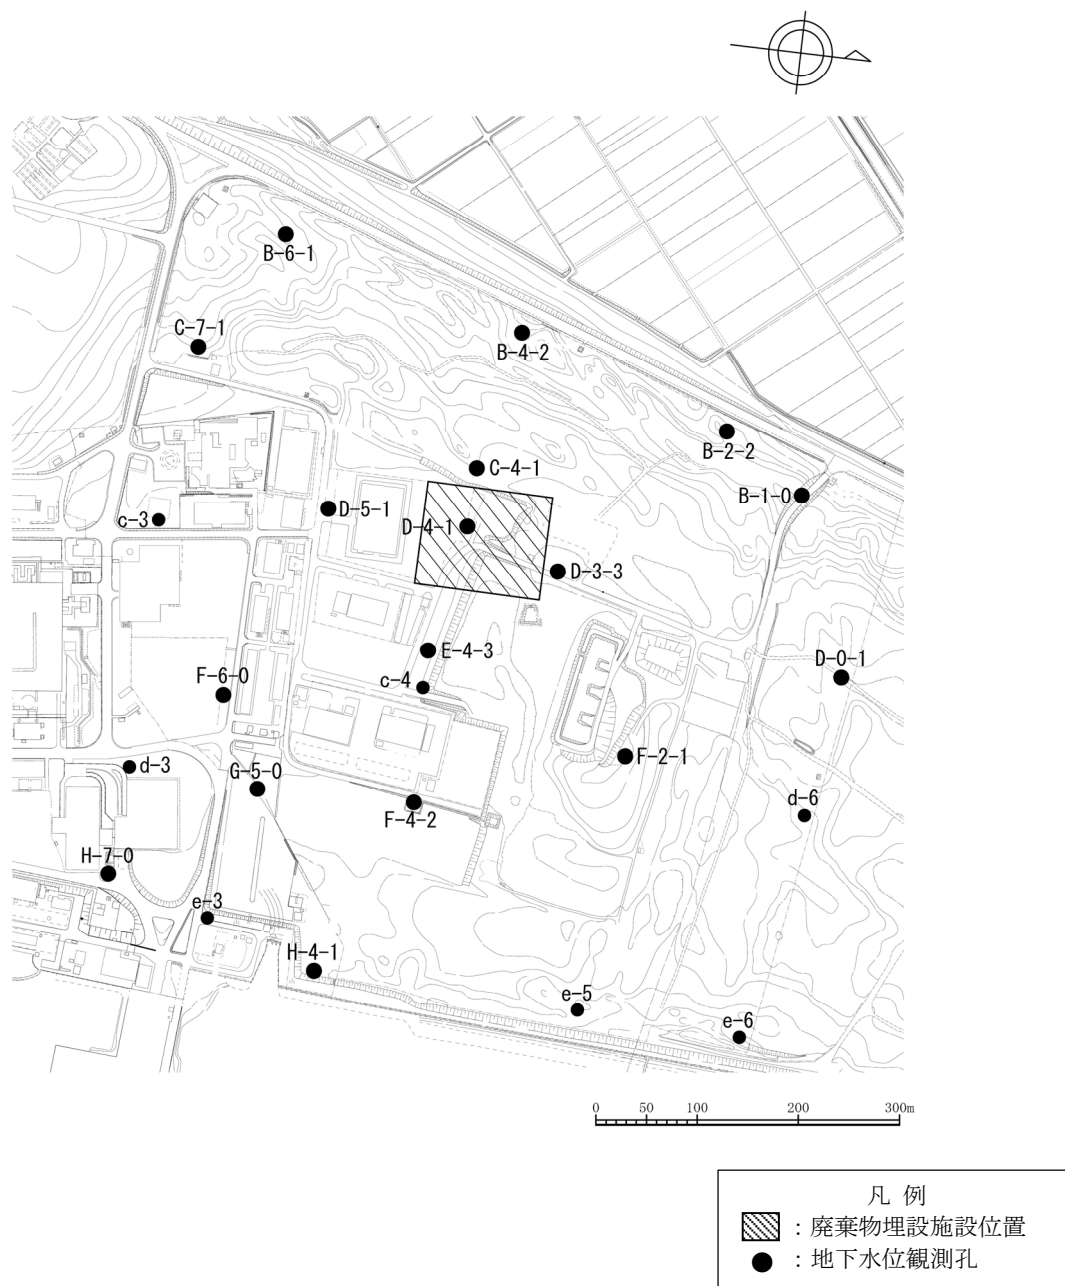 B-6-1
C-7-1
B-4-2
B-2-2
C-4-1
B-1-0
D-5-1
c-3
D-4-1
D-3-3
E-4-3
D-0-1
c-4
F-6-0
F-2-1
d-3
G-5-0
F-4-2
d-6
H-7-0
e-3
H-4-1
e-5
e-6
0 50 100 200 300m
凡 例
：廃棄物埋設施設位置
：地下水位観測孔